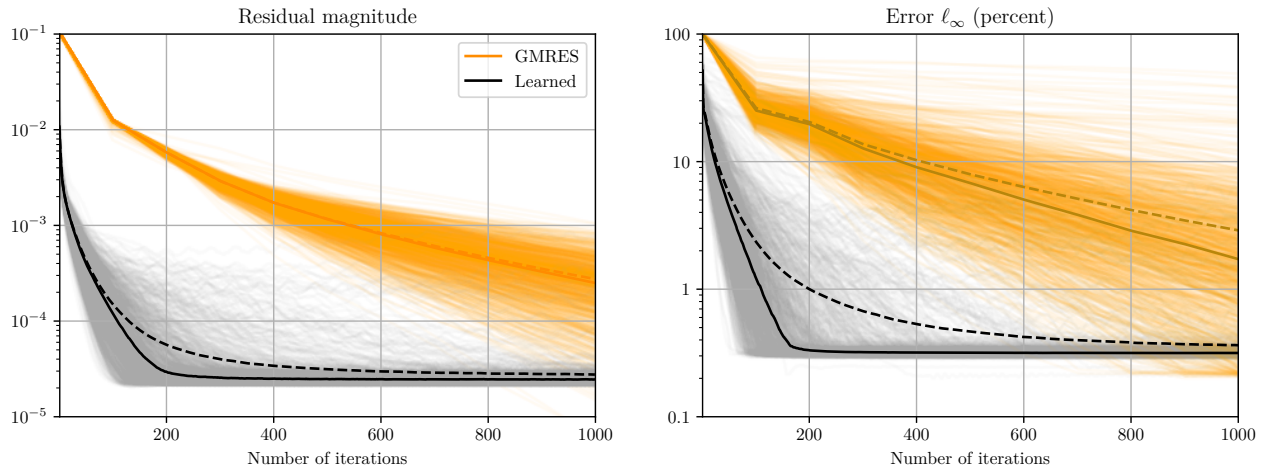 Residual magnitude
10⁻¹
10⁻²
10⁻³
10⁻⁴
10⁻⁵
GMRES
Learned
200 400 600 800 1000
Number of iterations
Error ℓ∞ (percent)
100
10
1
0.1
200 400 600 800 1000
Number of iterations